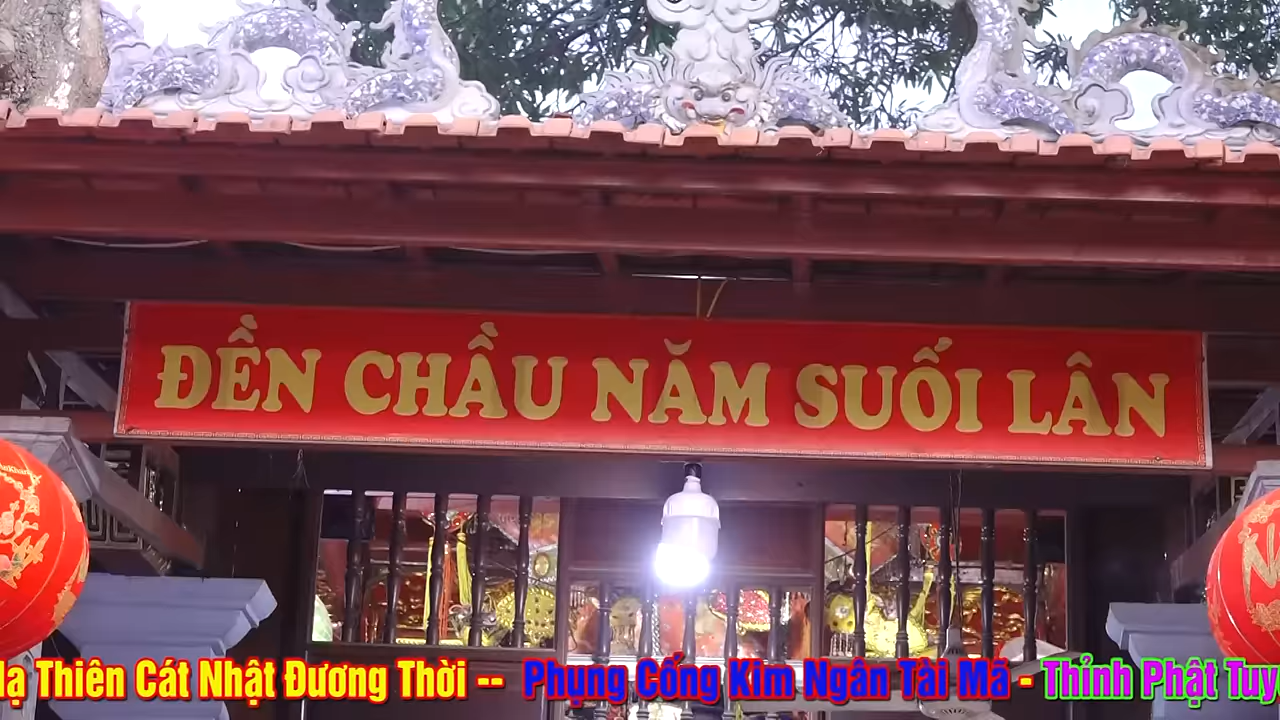 ĐỀN CHẦU NĂM SUỐI LÂN
Thiên Cát Nhật Đương Thời -- Phụng Cống Kim Ngân Tài Mã - Thỉnh Phật